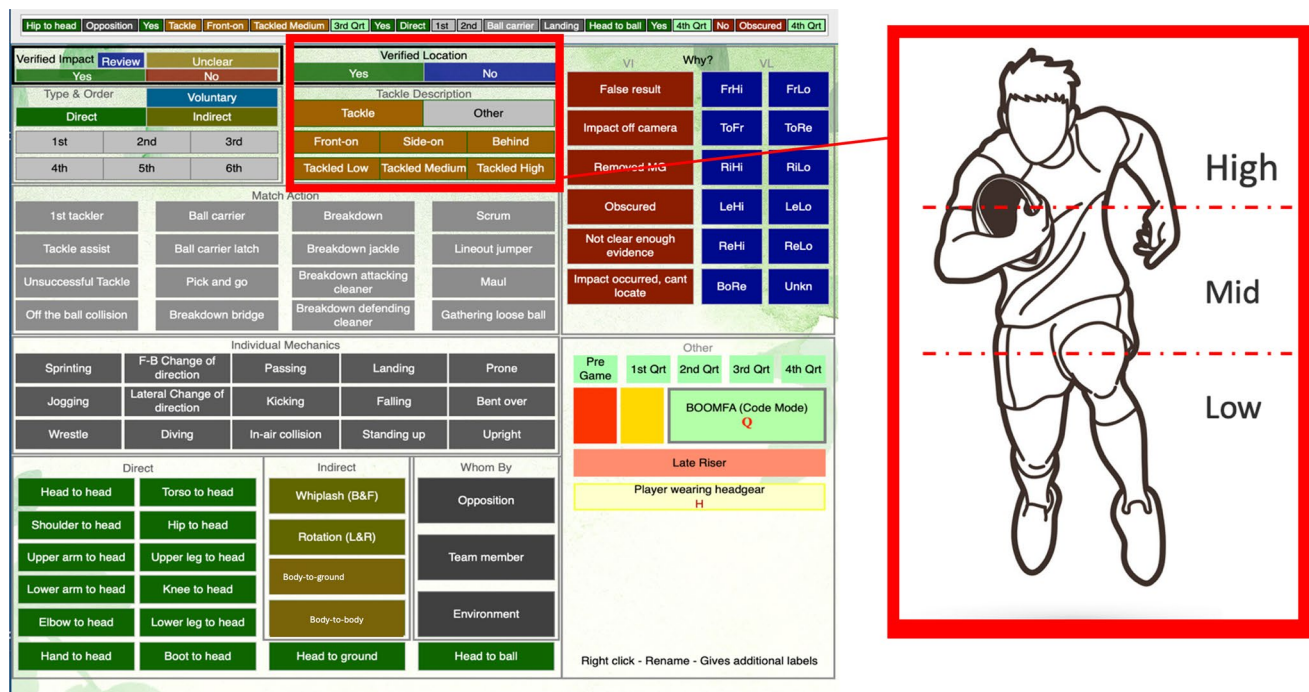 Hip to head Opposition Yes Tackle Front-on Tackled Medium 3rd Qrt Yes Direct 1st 2nd Ball carrier Landing Head to ball Yes 4th Qrt No Obscured 4th Qrt
Verified Impact Review Unclear
Yes No
Type & Order Voluntary
Direct Indirect
1st 2nd 3rd
4th 5th 6th
Verified Location
Yes No
Tackle Description
Tackle Other
Front-on Side-on Behind
Tackled Low Tackled Medium Tackled High
Match Action
1st tackler Ball carrier Breakdown Scrum
Tackle assist Ball carrier latch Breakdown jackle Lineout jumper
Unsuccessful Tackle Pick and go Breakdown attacking cleaner Maul
Off the ball collision Breakdown bridge Breakdown defending cleaner Gathering loose ball
VI Why? VL
False result FrHi FrLo
Impact off camera ToFr ToRe
Removed MG RiHi RiLo
Obscured LeHi LeLo
Not clear enough evidence ReHi ReLo
Impact occurred, cant locate BoRe Unkn
Individual Mechanics
Sprinting F-B Change of direction Passing Landing Prone
Jogging Lateral Change of direction Kicking Falling Bent over
Wrestle Diving In-air collision Standing up Upright
Direct
Head to head Torso to head
Shoulder to head Hip to head
Upper arm to head Upper leg to head
Lower arm to head Knee to head
Elbow to head Lower leg to head
Hand to head Boot to head
Indirect
Whiplash (B&F)
Rotation (L&R)
Body-to-ground
Body-to-body
Head to ground
Whom By
Opposition
Team member
Environment
Head to ball
Other
Pre Game 1st Qrt 2nd Qrt 3rd Qrt 4th Qrt
BOOMFA (Code Mode)
Q
Late Riser
Player wearing headgear
H
Right click - Rename - Gives additional labels
High
Mid
Low